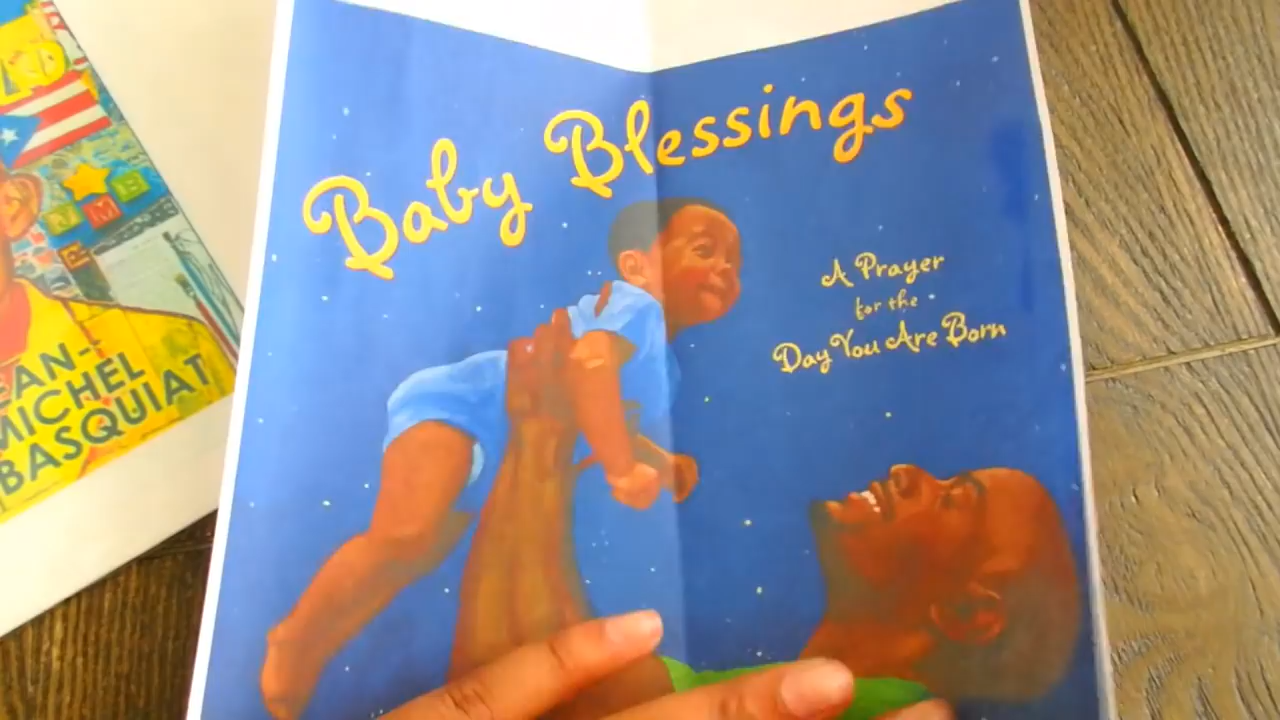 Baby Blessings
A Prayer
for the
Day You Are Born
EAN-
MICHEL
BASQUIAT